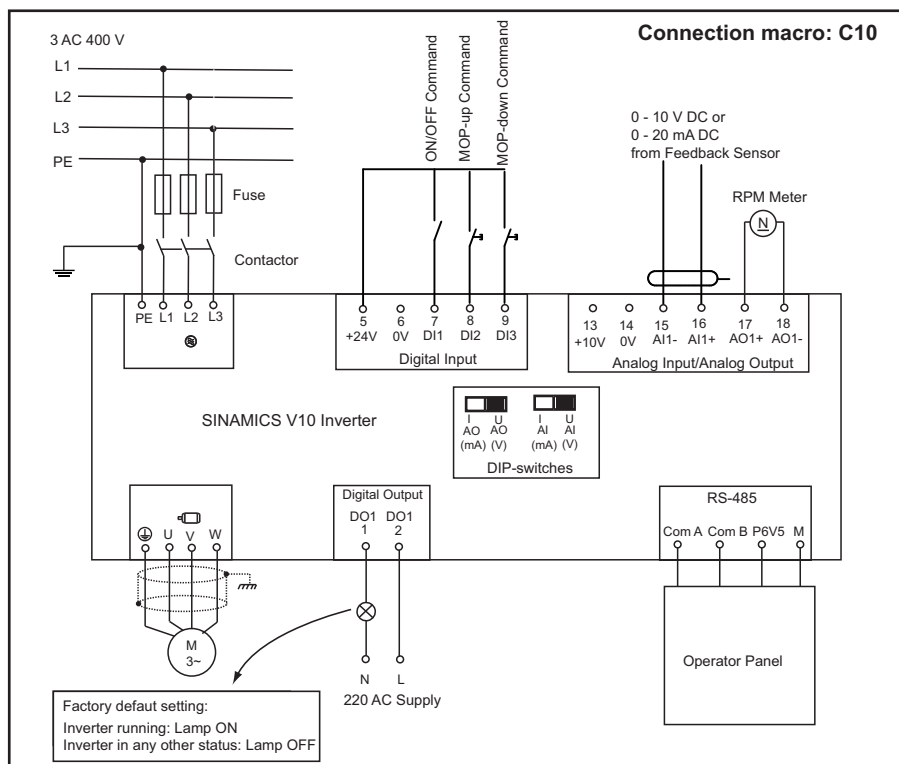 Connection macro: C10
3 AC 400 V
L1
L2
L3
PE
Fuse
Contactor
ON/OFF Command
MOP-up Command
MOP-down Command
0 - 10 V DC or
0 - 20 mA DC
from Feedback Sensor
RPM Meter
N
PE L1 L2 L3
5 6 7 8 9
+24V 0V DI1 DI2 DI3
Digital Input
13 14 15 16 17 18
+10V 0V AI1- AI1+ AO1+ AO1-
Analog Input/Analog Output
SINAMICS V10 Inverter
I U I U
AO AO AI AI
(mA) (V) (mA) (V)
DIP-switches
U V W
Digital Output
DO1 DO1
1 2
RS-485
Com A Com B P6V5 M
M
3~
N L
220 AC Supply
Operator Panel
Factory defaut setting:
Inverter running: Lamp ON
Inverter in any other status: Lamp OFF